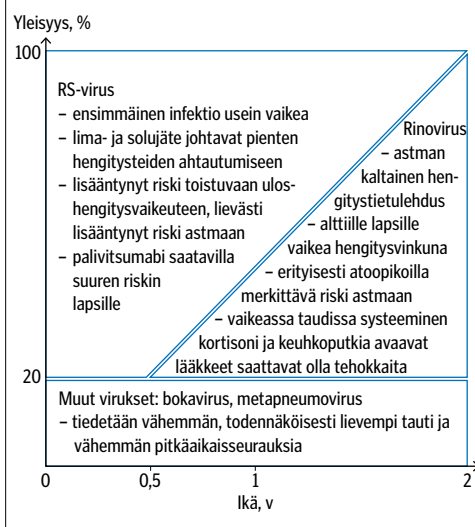 Yleisyys, %
100
RS-virus
– ensimmäinen infektio usein vaikea
– lima- ja solujäte johtavat pienten
hengitysteiden ahtautumiseen
– lisääntynyt riski toistuvaan ulos-
hengitysvaikeuteen, lievästi
lisääntynyt riski astmaan
– palivitsumabi saatavilla
suuren riskin
lapsille
Rinovirus
– astman
kaltainen hen-
gitystietulehdus
– alttiille lapsille
vaikea hengitysvinkuna
– erityisesti atoopikoilla
merkittävä riski astmaan
– vaikeassa taudissa systeeminen
kortisoni ja keuhkoputkia avaavat
lääkkeet saattavat olla tehokkaita
20
Muut virukset: bokavirus, metapneumovirus
– tiedetään vähemmän, todennäköisesti lievempi tauti ja
vähemmän pitkäaikaisseurauksia
0 0,5 1 2
Ikä, v